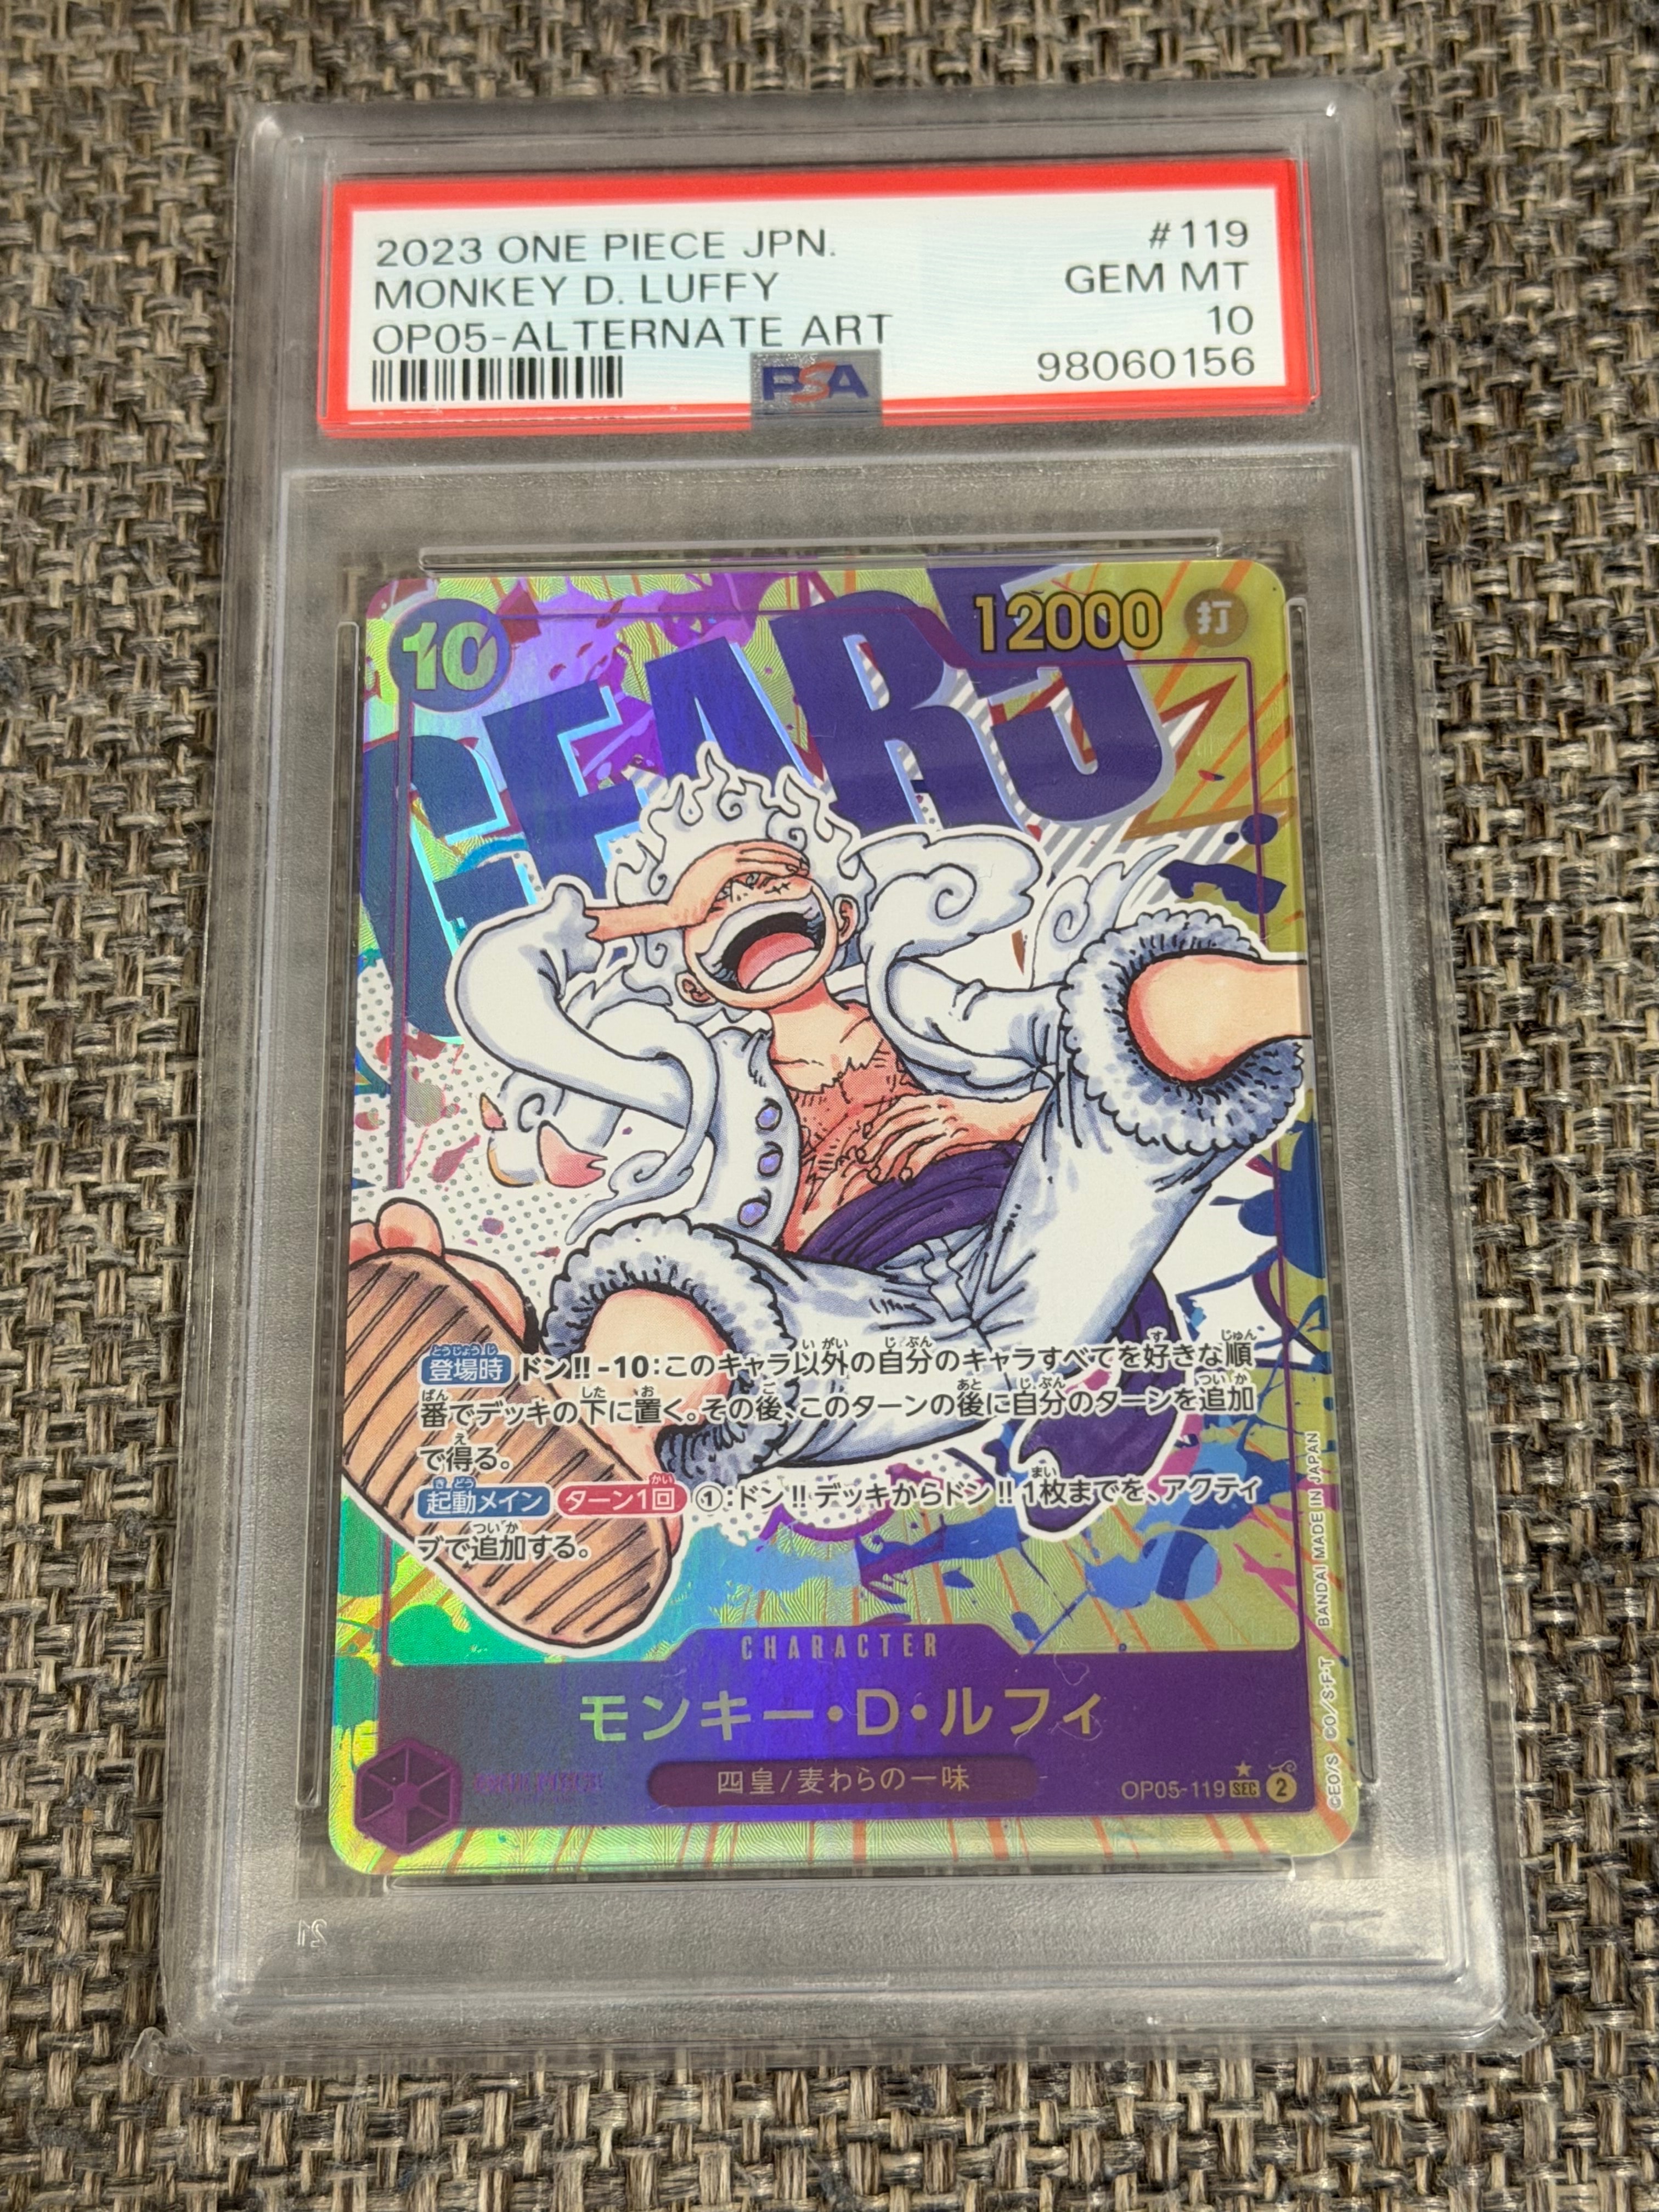 2023 ONE PIECE JPN. #119
MONKEY D. LUFFY GEM MT
OP05-ALTERNATE ART 10
98060156
PSA
10
12000 打
GEAR5
登場時 ドン!!-10:このキャラ以外の自分のキャラすべてを好きな順
番でデッキの下に置く。その後、このターンの後に自分のターンを追加
で得る。
起動メイン ターン1回 ①:ドン!!デッキからドン!!1枚までを、アクティ
ブで追加する。
CHARACTER
モンキー・D・ルフィ
四皇/麦わらの一味
ONE PIECE
OP05-119 SEC 2
©EO/S ©O/S・F・T BANDAI MADE IN JAPAN